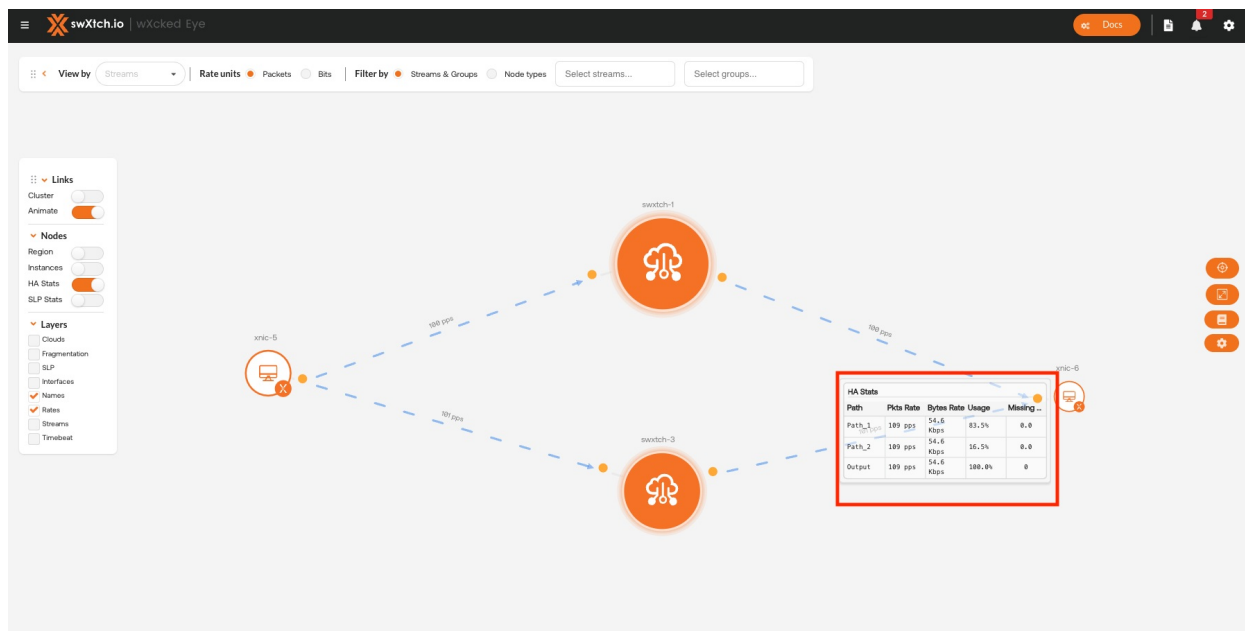 swXtch.io | wXcked Eye
Docs
2
View by Streams Rate units Packets Bits Filter by Streams & Groups Node types Select streams... Select groups...
Links
Cluster
Animate
Nodes
Region
Instances
HA Stats
SLP Stats
Layers
Clouds
Fragmentation
SLP
Interfaces
Names
Rates
Streams
Timebeat
swxtch-1
100 pps
100 pps
xnic-5
xnic-6
101 pps
swxtch-3
HA Stats
Path Pkts Rate Bytes Rate Usage Missing ...
Path_1 109 pps 54.6 Kbps 83.5% 0.0
Path_2 109 pps 54.6 Kbps 16.5% 0.0
Output 109 pps 54.6 Kbps 100.0% 0